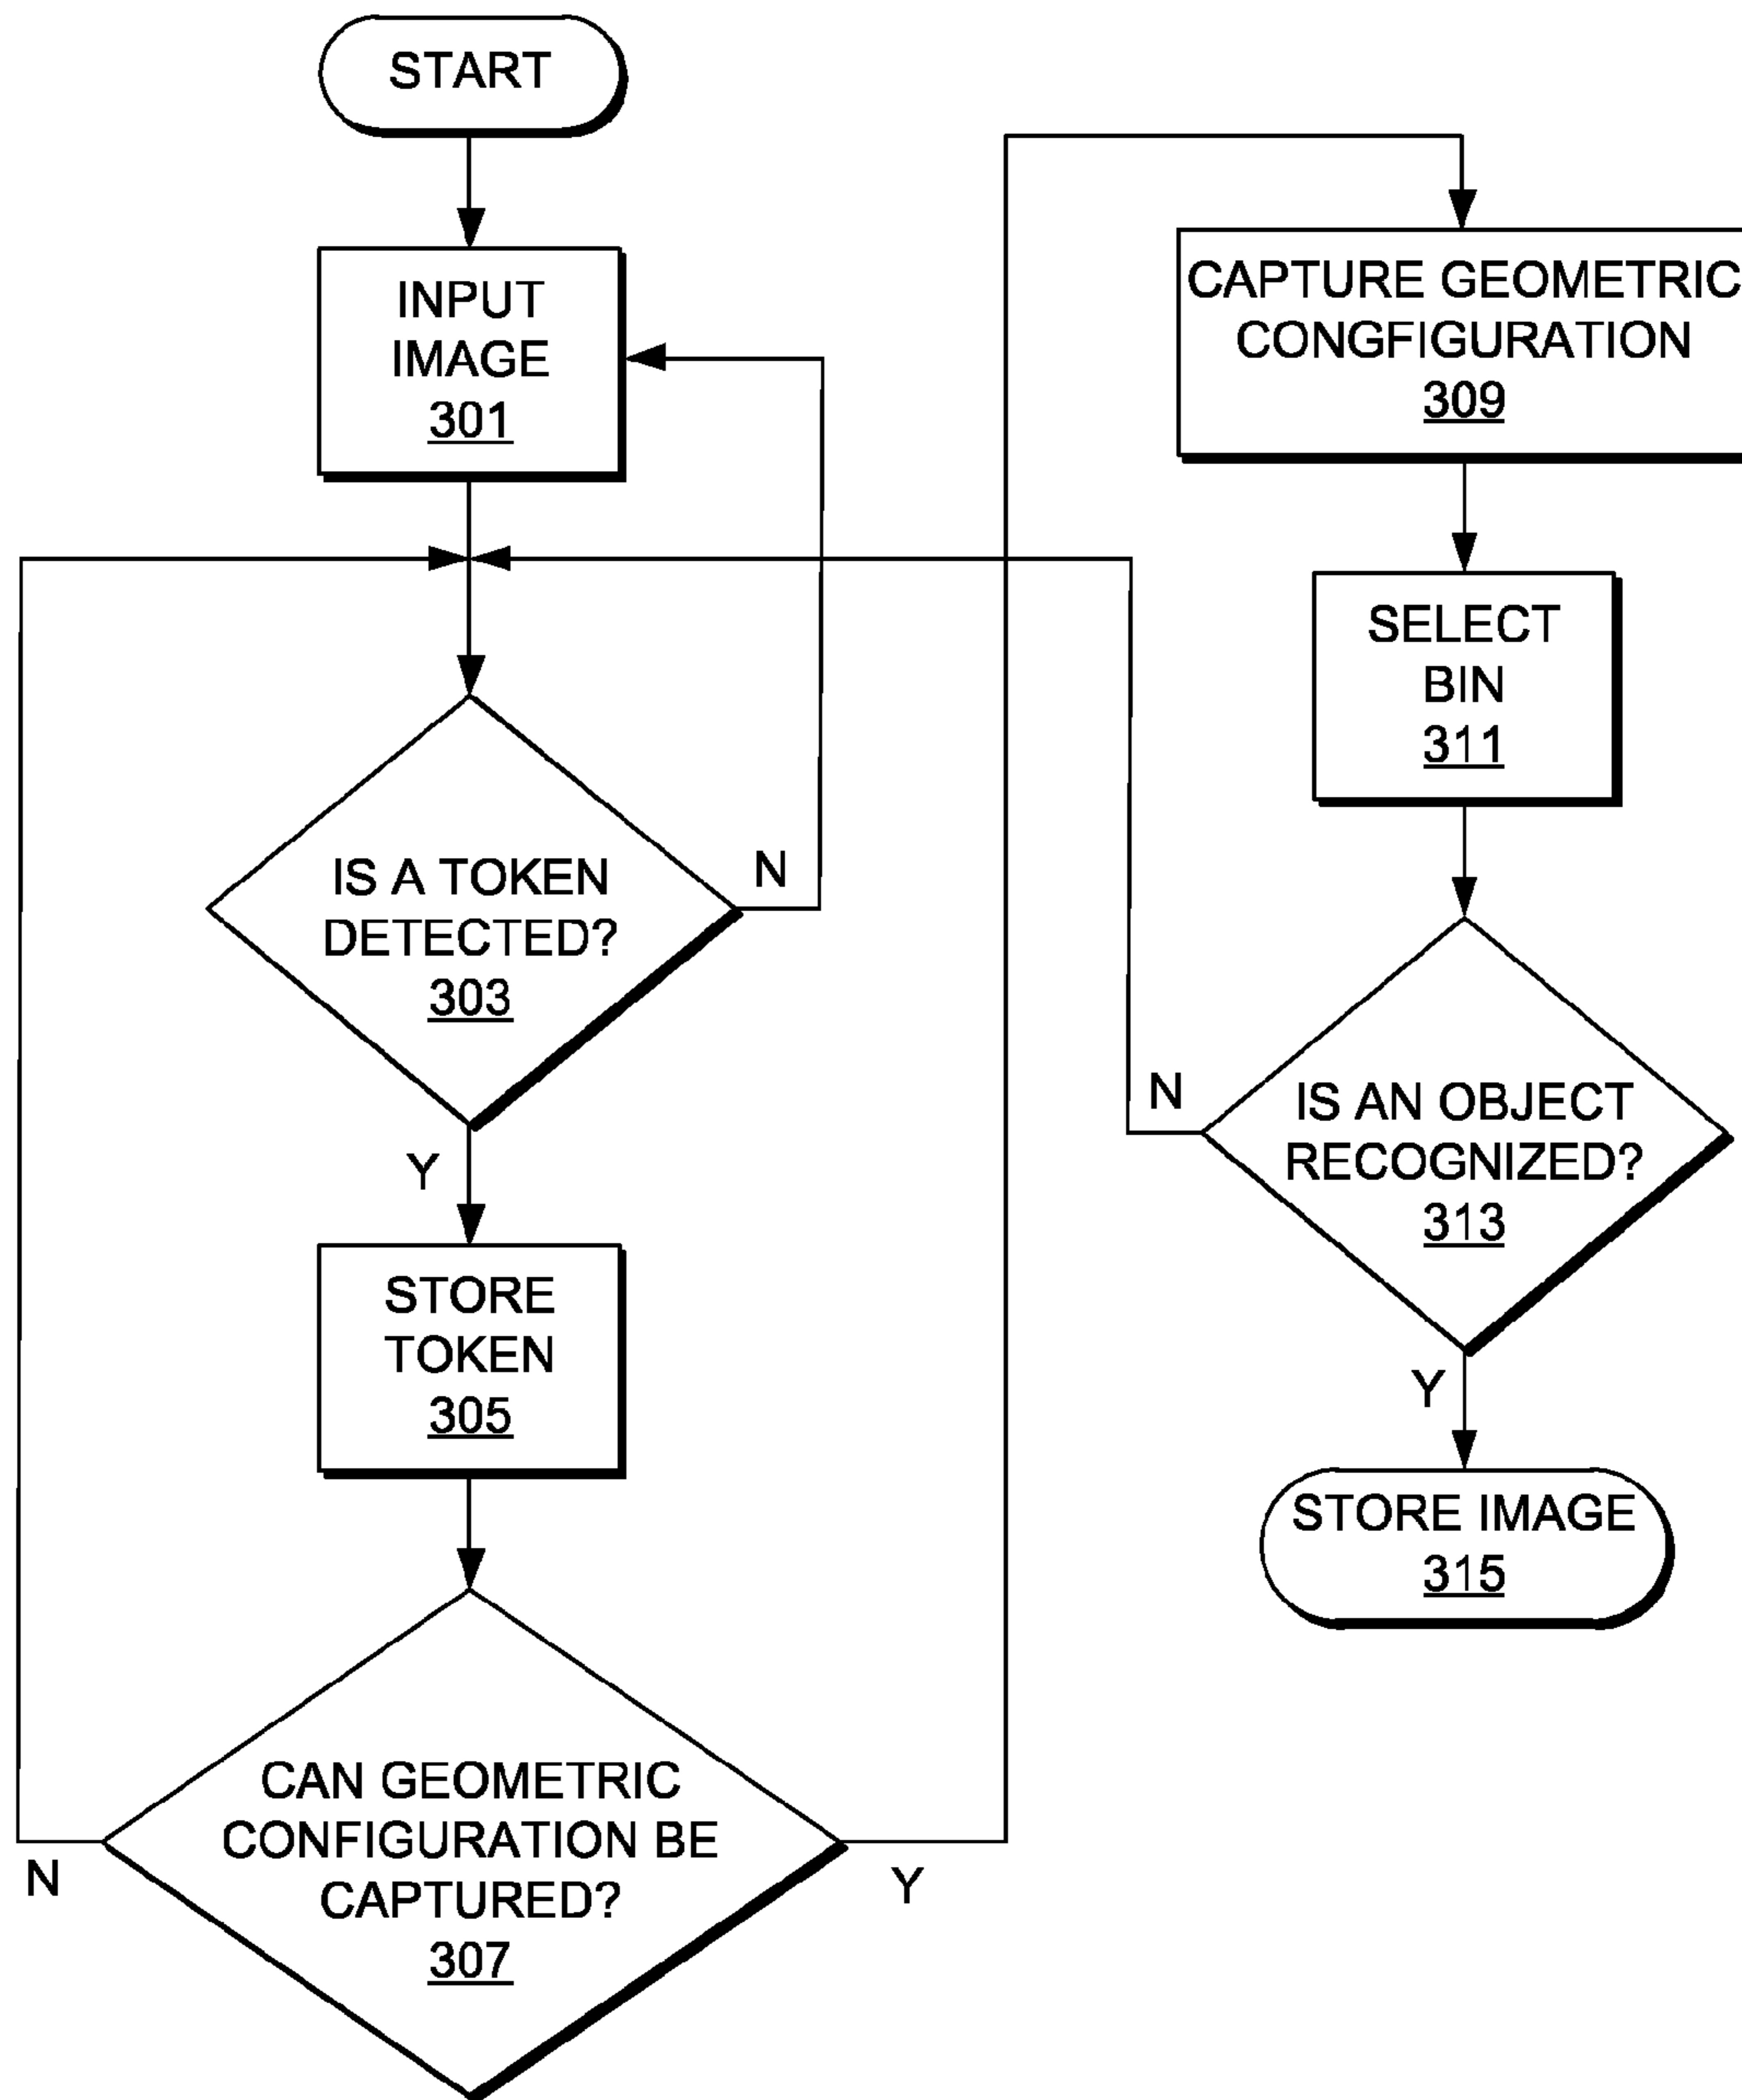 START
INPUT
IMAGE
301
IS A TOKEN
DETECTED?
303
N
Y
STORE
TOKEN
305
CAN GEOMETRIC
CONFIGURATION BE
CAPTURED?
307
N
Y
CAPTURE GEOMETRIC
CONGFIGURATION
309
SELECT
BIN
311
IS AN OBJECT
RECOGNIZED?
313
N
Y
STORE IMAGE
315